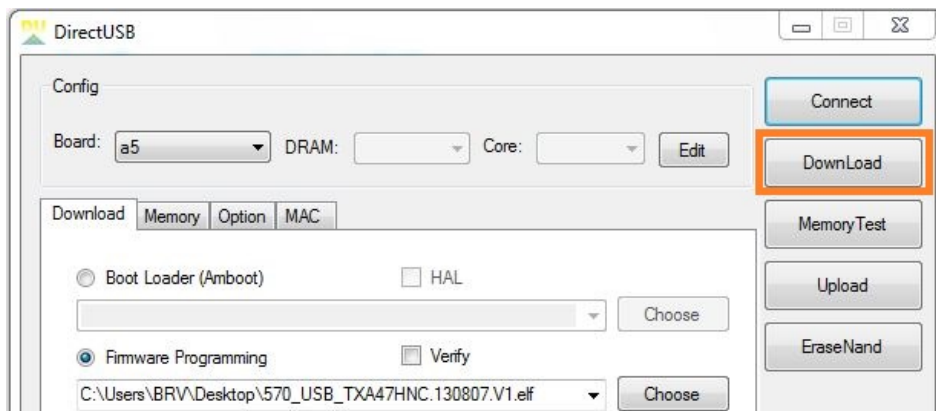 DirectUSB
Config
Connect
Board: a5 DRAM: Core: Edit
DownLoad
Download Memory Option MAC
MemoryTest
Boot Loader (Amboot) HAL
Upload
Choose
Firmware Programming Verify
EraseNand
C:\Users\BRV\Desktop\570_USB_TXA47HNC.130807.V1.elf Choose